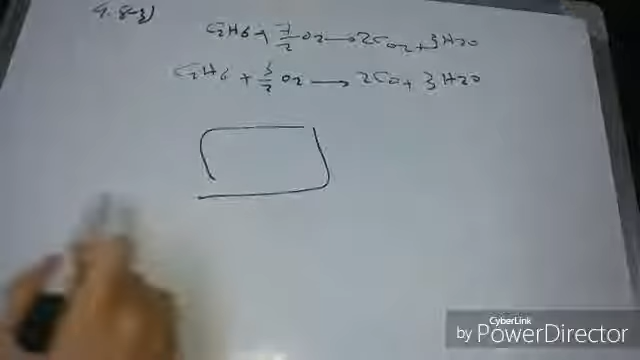 C2H6 + 7/2 O2 → 2CO2 + 3H2O
C2H6 + 5/2 O2 → 2CO + 3H2O
CyberLink
by PowerDirector